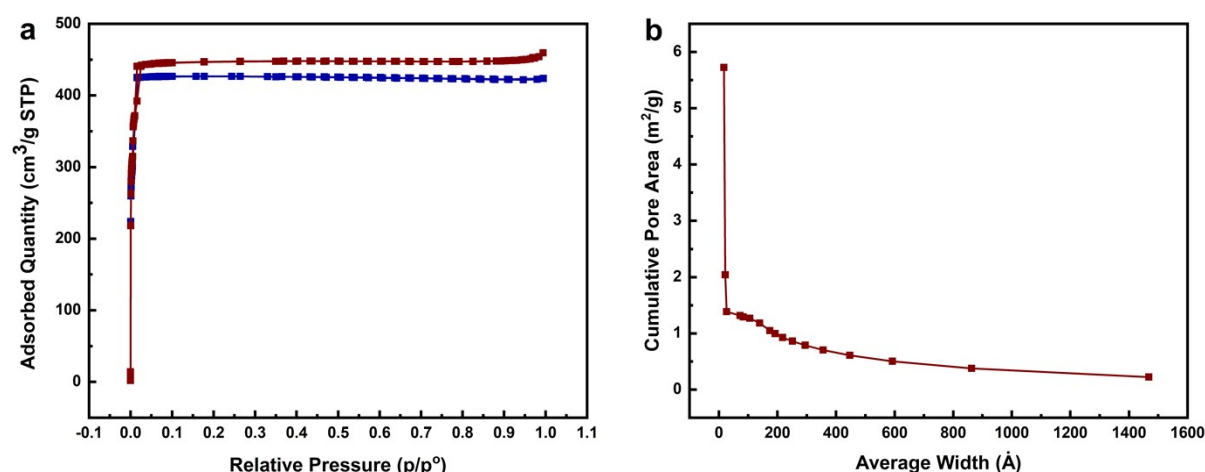 a
500
400
300
200
100
0
Adsorbed Quantity (cm³/g STP)
-0.1 0.0 0.1 0.2 0.3 0.4 0.5 0.6 0.7 0.8 0.9 1.0 1.1
Relative Pressure (p/pº)
b
6
5
4
3
2
1
0
Cumulative Pore Area (m²/g)
0 200 400 600 800 1000 1200 1400 1600
Average Width (Å)